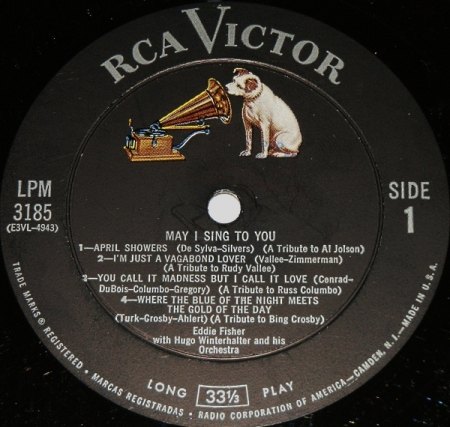 RCA VICTOR
LPM
3185
(E3VL-4943)
SIDE
1
MAY I SING TO YOU
1—APRIL SHOWERS (De Sylva-Silvers) (A Tribute to Al Jolson)
2—I'M JUST A VAGABOND LOVER (Vallee-Zimmerman)
(A Tribute to Rudy Vallee)
3—YOU CALL IT MADNESS BUT I CALL IT LOVE (Conrad-
DuBois-Columbo-Gregory) (A Tribute to Russ Columbo)
4—WHERE THE BLUE OF THE NIGHT MEETS
THE GOLD OF THE DAY
(Turk-Crosby-Ahlert) (A Tribute to Bing Crosby)
Eddie Fisher
with Hugo Winterhalter and his
Orchestra
LONG 33⅓ PLAY
TRADE MARKS ® REGISTERED • MARCAS REGISTRADAS • RADIO CORPORATION OF AMERICA—CAMDEN, N. J.—MADE IN U.S.A.